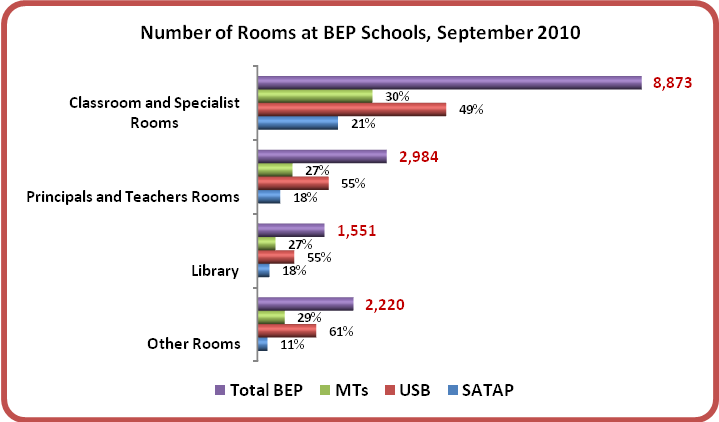 Number of Rooms at BEP Schools, September 2010
Classroom and Specialist
Rooms
8,873
30%
49%
21%
Principals and Teachers Rooms
2,984
27%
55%
18%
Library
1,551
27%
55%
18%
Other Rooms
2,220
29%
61%
11%
Total BEP MTs USB SATAP